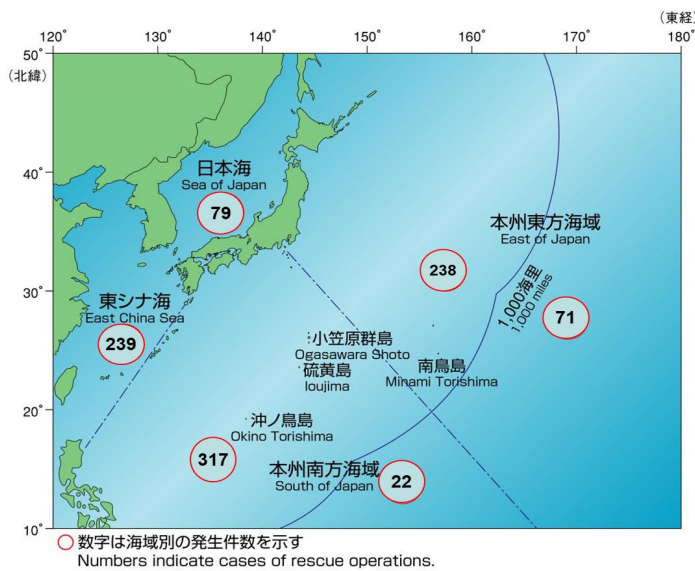 (東経)
120° 130° 140° 150° 160° 170° 180°
50°
(北緯)
40°
30°
20°
10°
日本海
Sea of Japan
79
本州東方海域
East of Japan
238
1,000海里
1,000 miles
71
東シナ海
East China Sea
239
小笠原群島
Ogasawara Shoto
硫黄島
Ioujima
南鳥島
Minami Torishima
沖ノ鳥島
Okino Torishima
317
本州南方海域
South of Japan
22
数字は海域別の発生件数を示す
Numbers indicate cases of rescue operations.